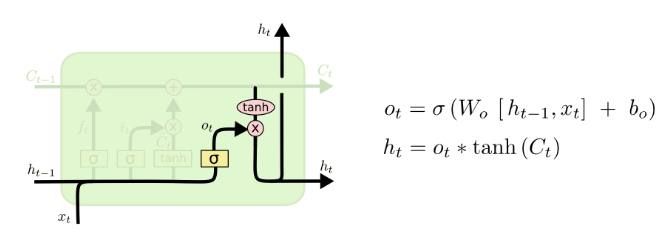 h_t
C_{t-1}
C_t
×
+
tanh
f_t
i_t
o_t
×
×
C̃_t
σ
σ
tanh
σ
h_{t-1}
h_t
x_t
o_t = σ (W_o [h_{t-1}, x_t] + b_o)
h_t = o_t * tanh (C_t)